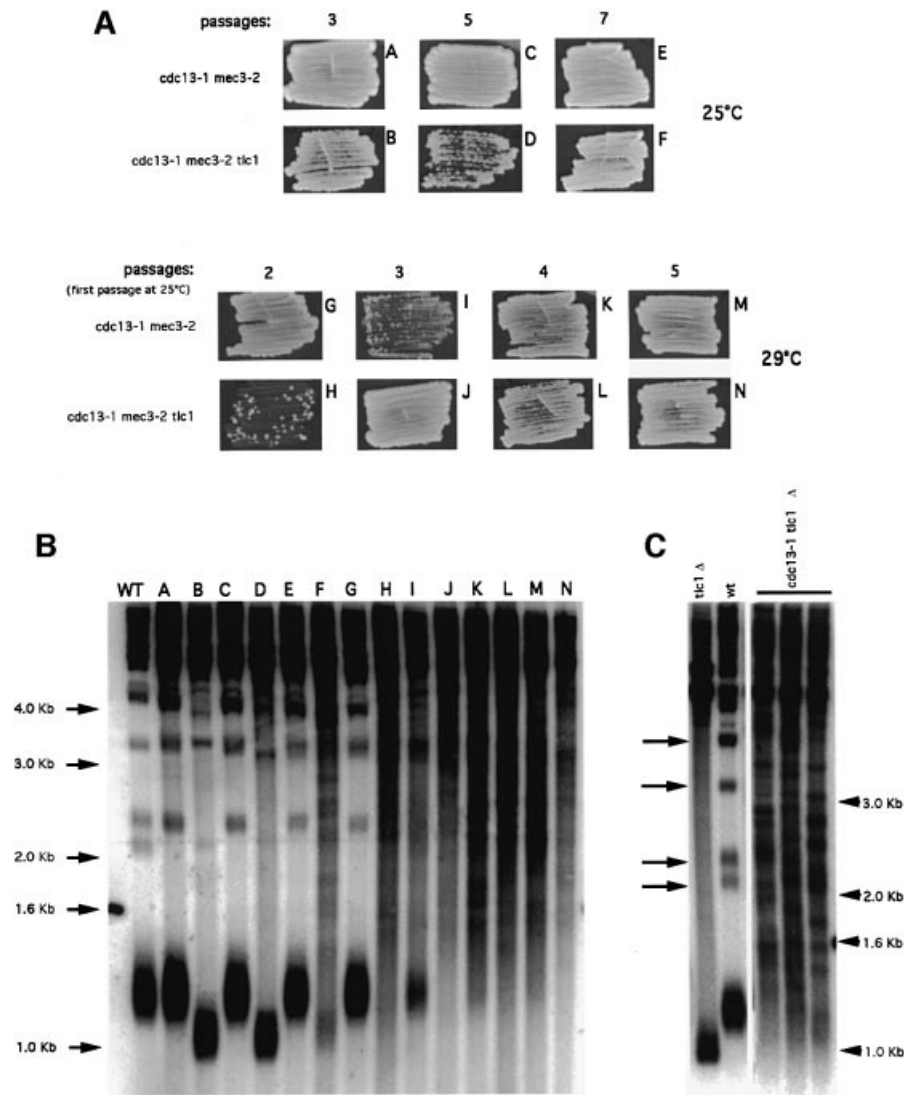 A
passages: 3 5 7
cdc13-1 mec3-2 A C E
25°C
cdc13-1 mec3-2 tlc1 B D F
passages: 2 3 4 5
(first passage at 25°C)
cdc13-1 mec3-2 G I K M
29°C
cdc13-1 mec3-2 tlc1 H J L N
B
WT A B C D E F G H I J K L M N
4.0 Kb
3.0 Kb
2.0 Kb
1.6 Kb
1.0 Kb
C
tlc1 Δ
wt
cdc13-1 tlc1 Δ
3.0 Kb
2.0 Kb
1.6 Kb
1.0 Kb